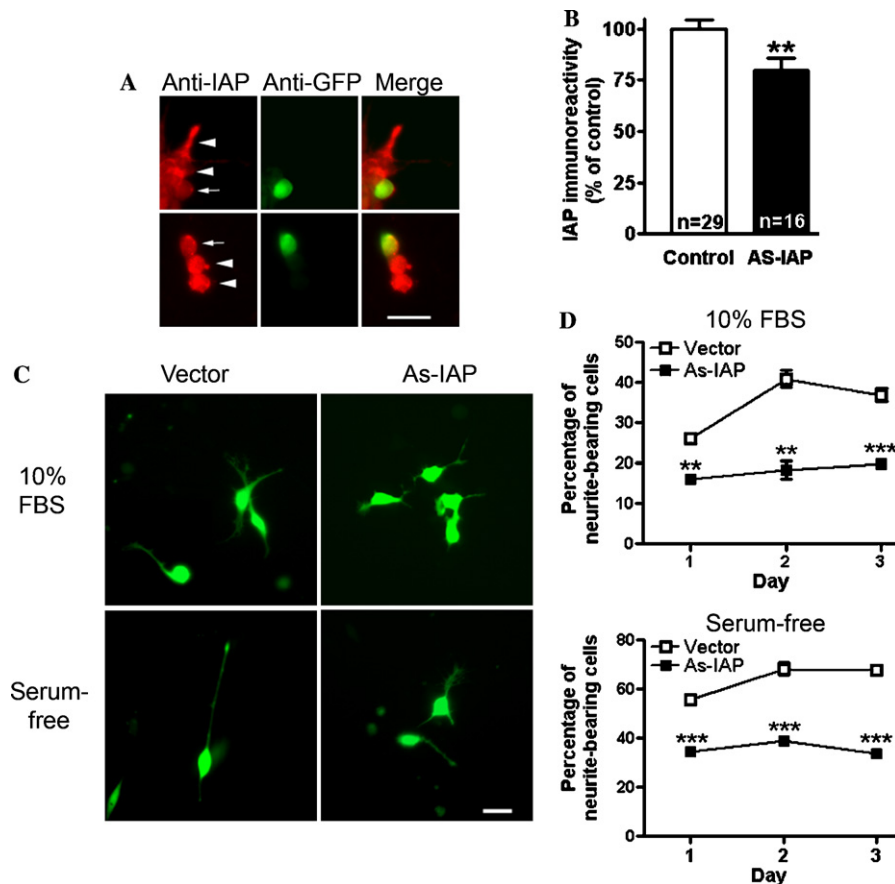 A
Anti-IAP Anti-GFP Merge
B
IAP immunoreactivity
(% of control)
100
75
50
25
0
**
n=29
n=16
Control AS-IAP
C
Vector As-IAP
10%
FBS
Serum-
free
D
10% FBS
Vector
As-IAP
Percentage of
neurite-bearing cells
50
40
30
20
10
0
** ** ***
1 2 3
Day
Serum-free
Vector
As-IAP
Percentage of
neurite-bearing cells
80
60
40
20
0
*** *** ***
1 2 3
Day